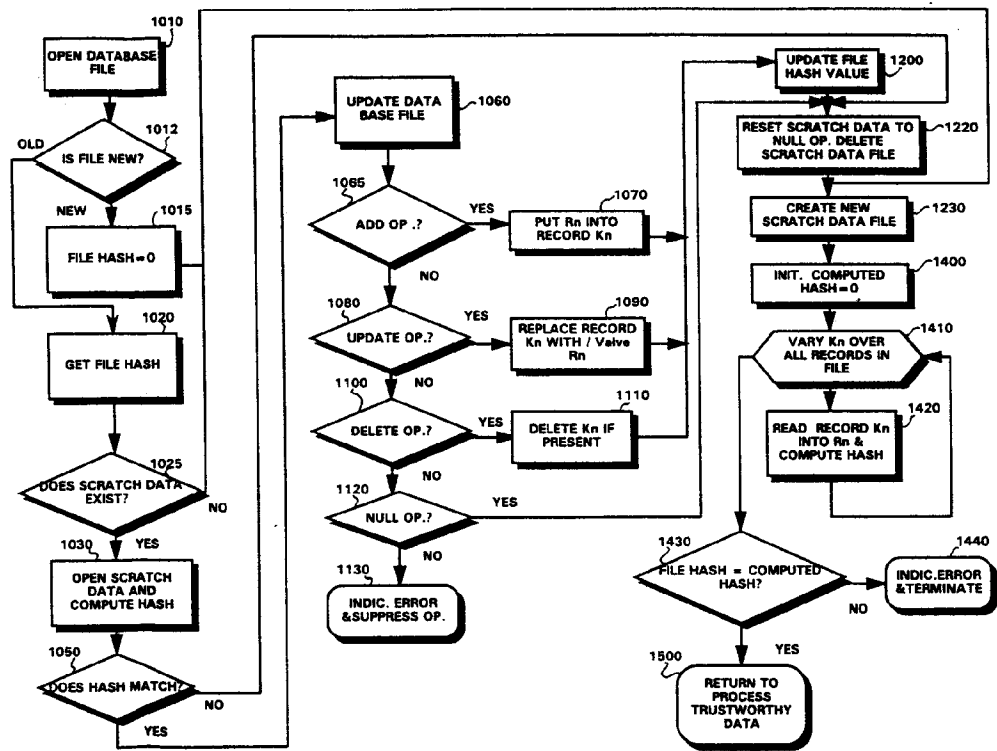 1010
OPEN DATABASE
FILE
1012
OLD
IS FILE NEW?
NEW
1015
FILE HASH=0
1020
GET FILE HASH
1025
DOES SCRATCH DATA
EXIST?
NO
YES
1030
OPEN SCRATCH
DATA AND
COMPUTE HASH
1050
DOES HASH MATCH?
NO
YES
UPDATE DATA
BASE FILE
1060
1065
ADD OP .?
YES
NO
1070
PUT Rn INTO
RECORD Kn
1080
UPDATE OP.?
YES
NO
1090
REPLACE RECORD
Kn WITH / Valve
Rn
1100
DELETE OP.?
YES
NO
1110
DELETE Kn IF
PRESENT
1120
NULL OP.?
YES
NO
1130
INDIC. ERROR
&SUPPRESS OP.
UPDATE FILE
HASH VALUE
1200
RESET SCRATCH DATA TO
NULL OP. DELETE
SCRATCH DATA FILE
1220
CREATE NEW
SCRATCH DATA FILE
1230
INIT. COMPUTED
HASH=0
1400
VARY Kn OVER
ALL RECORDS IN
FILE
1410
READ RECORD Kn
INTO Rn &
COMPUTE HASH
1420
1430
FILE HASH = COMPUTED
HASH?
NO
YES
1440
INDIC.ERROR
&TERMINATE
1500
RETURN TO
PROCESS
TRUSTWORTHY
DATA